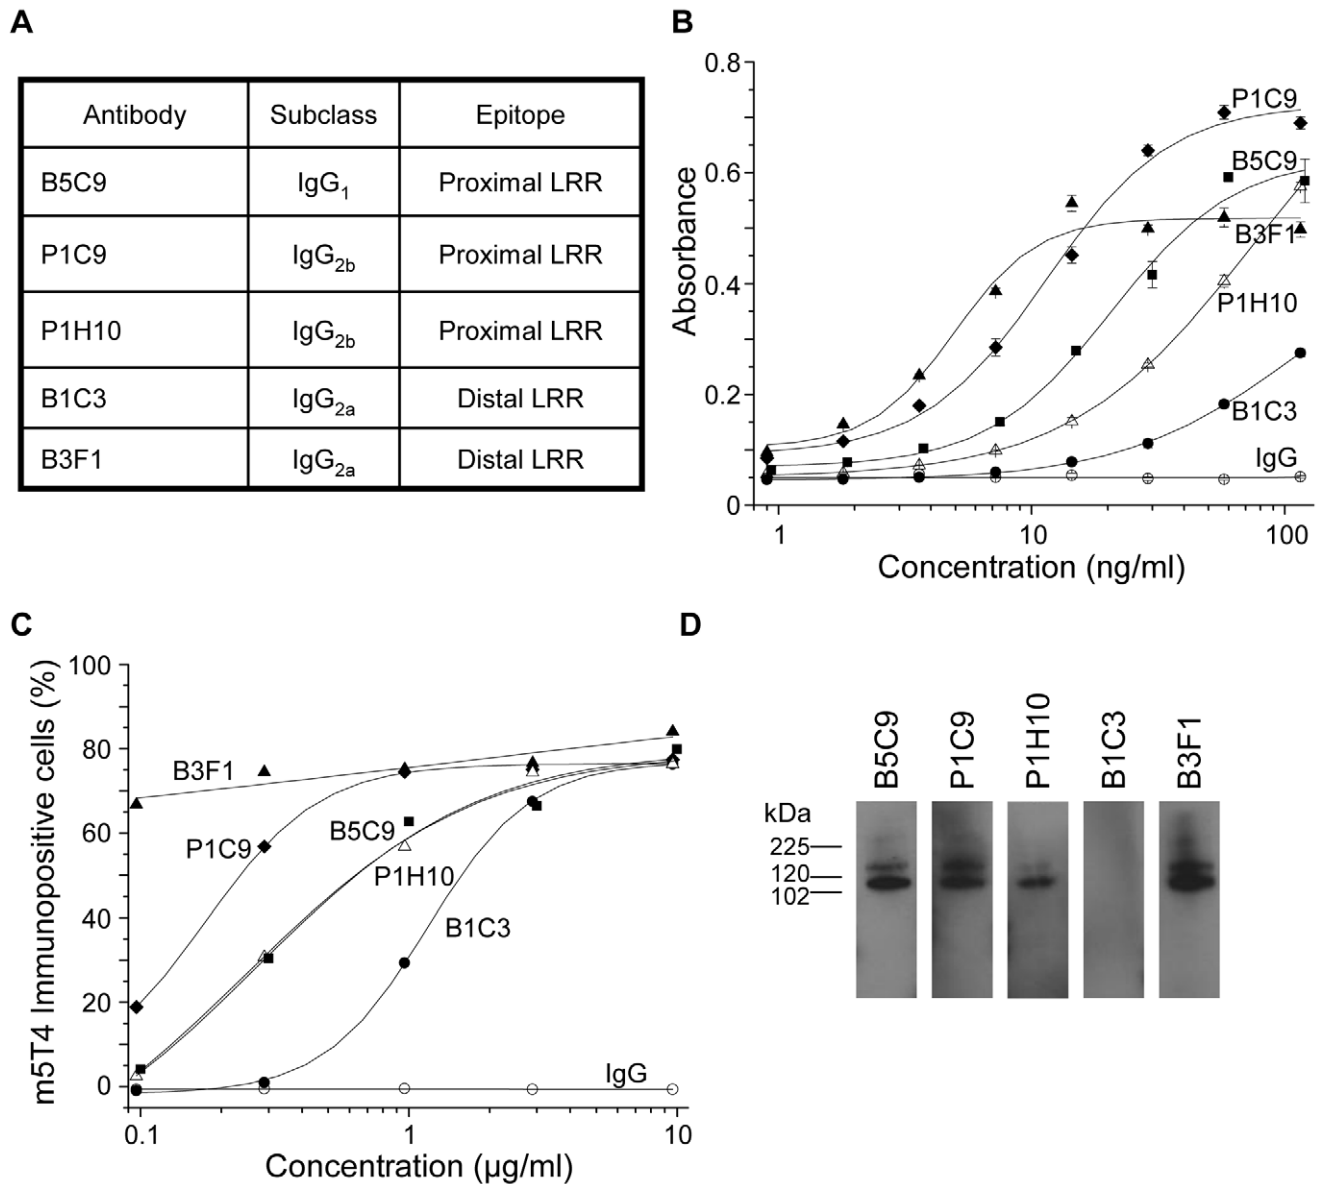 A
Antibody Subclass Epitope
B5C9 IgG1 Proximal LRR
P1C9 IgG2b Proximal LRR
P1H10 IgG2b Proximal LRR
B1C3 IgG2a Distal LRR
B3F1 IgG2a Distal LRR
B
Absorbance
0.8
0.6
0.4
0.2
0
P1C9
B5C9
B3F1
P1H10
B1C3
IgG
1 10 100
Concentration (ng/ml)
C
m5T4 Immunopositive cells (%)
100
80
60
40
20
0
B3F1
P1C9
B5C9
P1H10
B1C3
IgG
0.1 1 10
Concentration (µg/ml)
D
B5C9 P1C9 P1H10 B1C3 B3F1
kDa
225
120
102